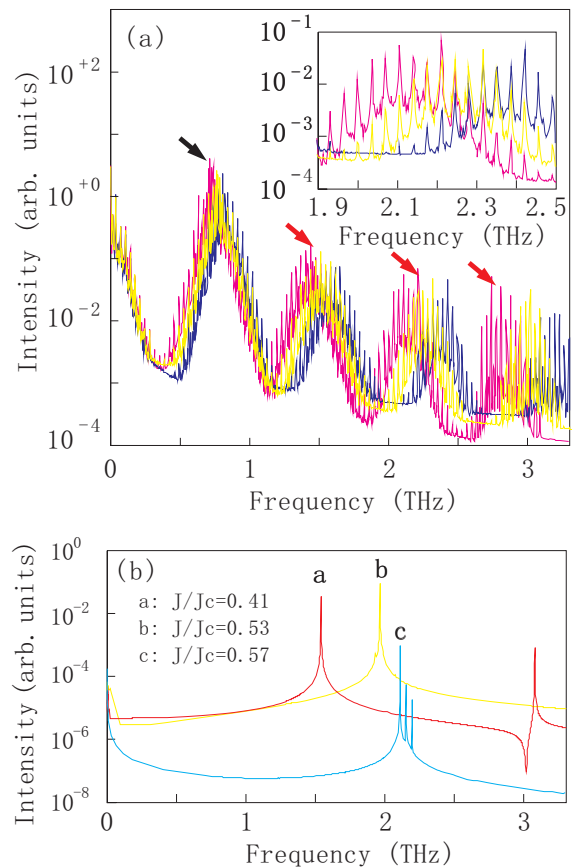 (a)
Intensity (arb. units)
10+2
10+0
10-2
10-4
0
1
2
3
Frequency (THz)
10-1
10-2
10-3
10-4
1.9
2.1
2.3
2.5
Frequency (THz)
(b)
Intensity (arb. units)
100
10-2
10-4
10-6
10-8
a: J/Jc=0.41
b: J/Jc=0.53
c: J/Jc=0.57
a
b
c
0
1
2
3
Frequency (THz)